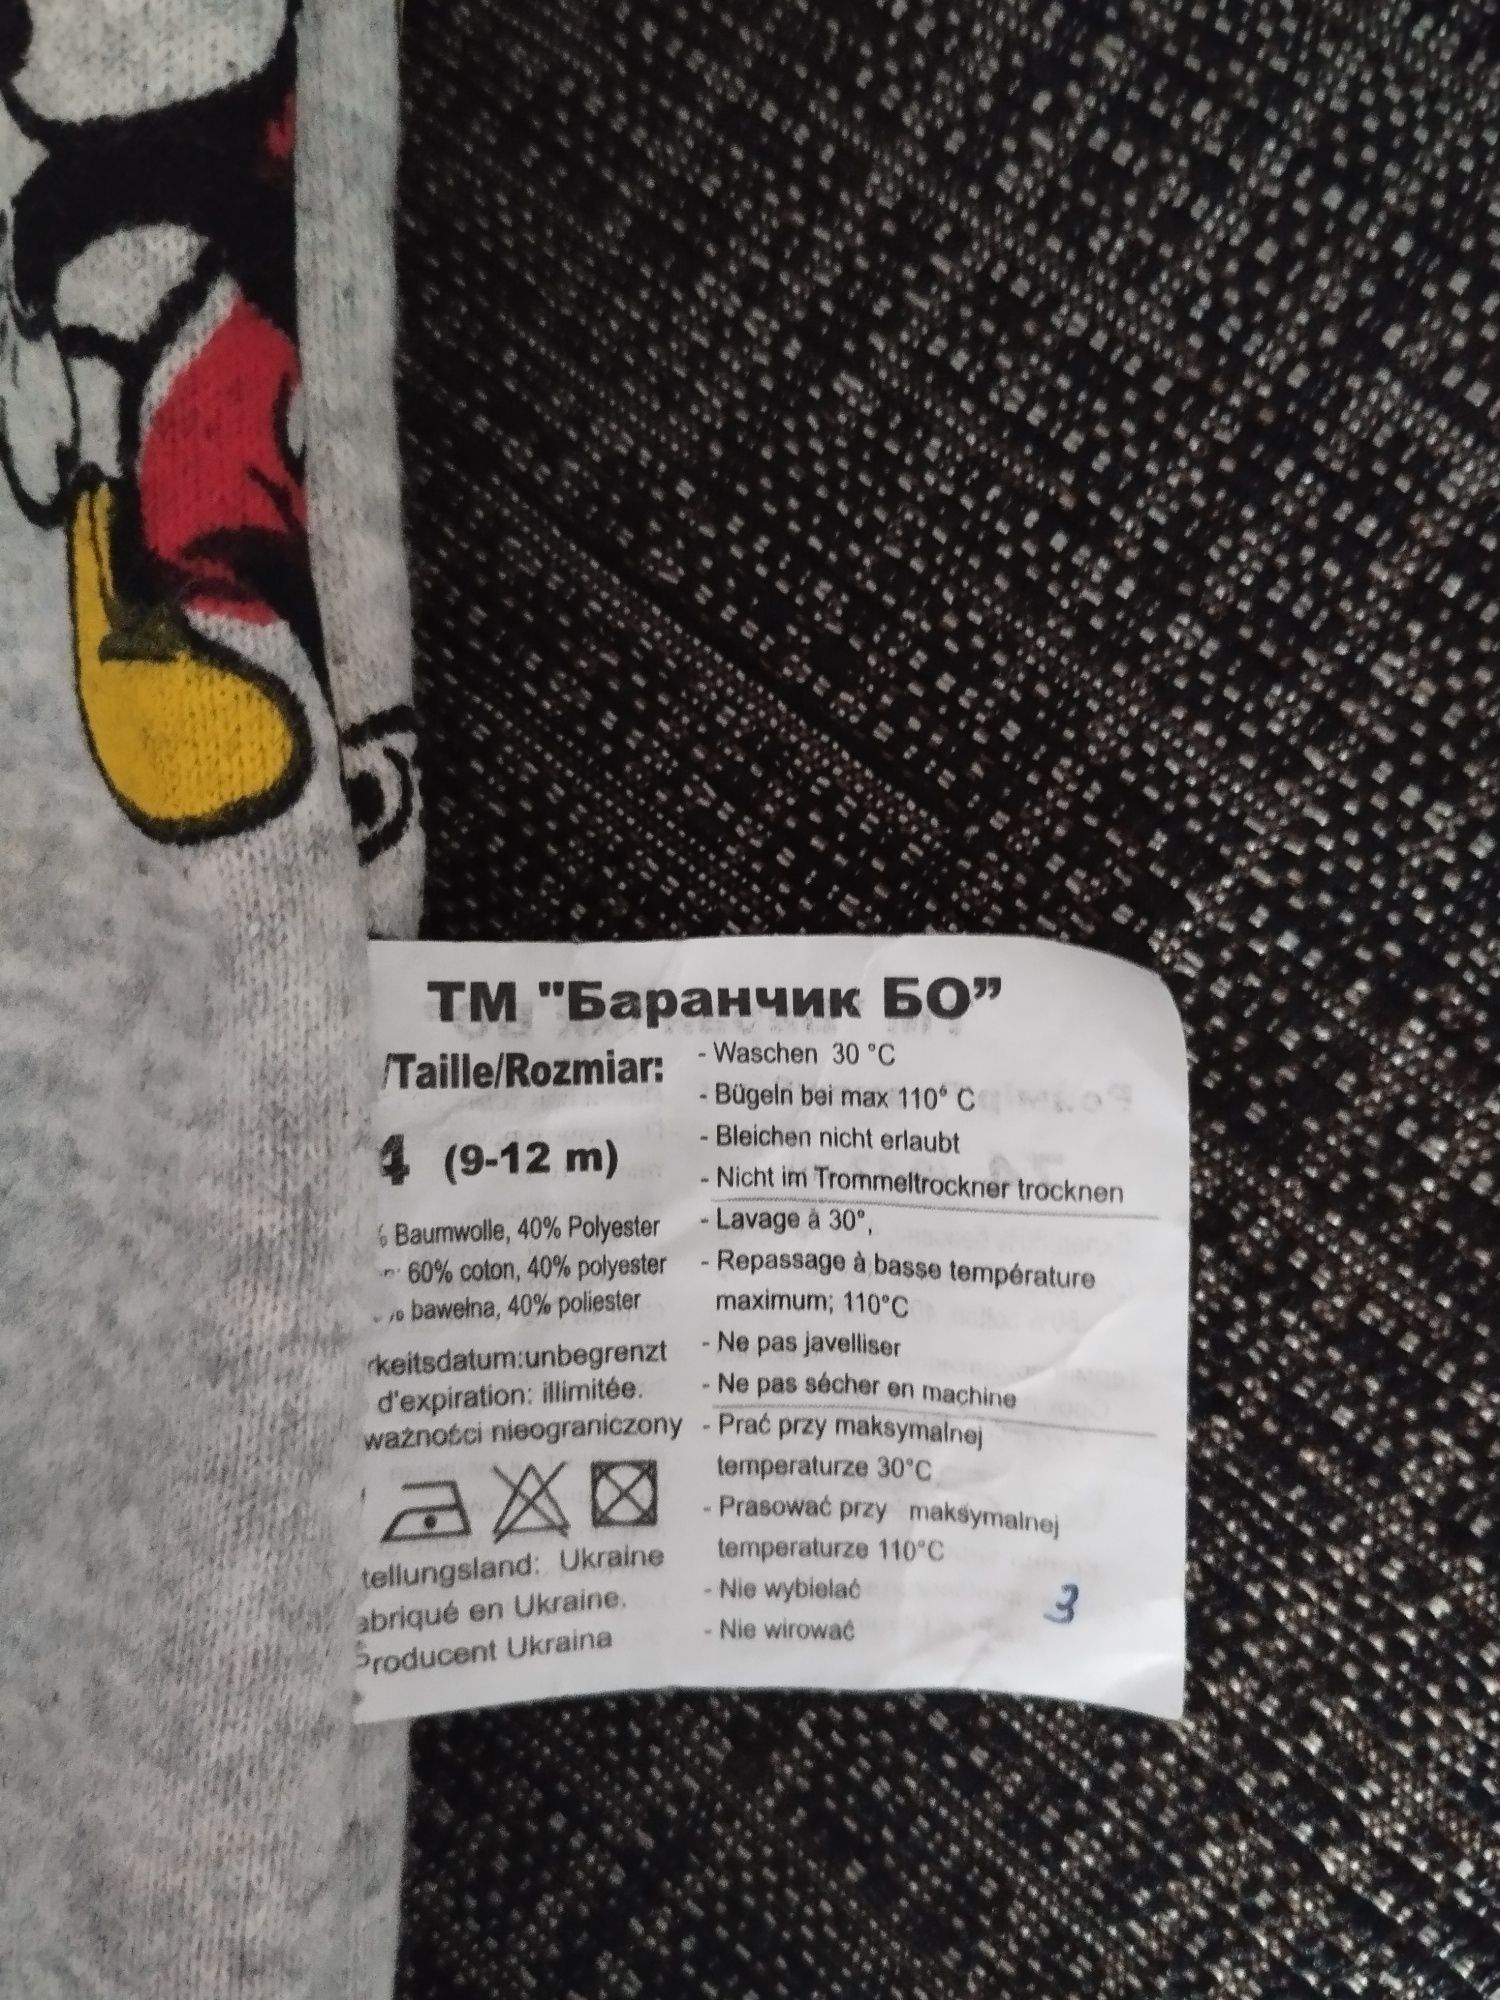 ТМ "Баранчик БО”
/Taille/Rozmiar:
4 (9-12 m)
% Baumwolle, 40% Polyester
60% coton, 40% polyester
% bawełna, 40% poliester
rkeitsdatum:unbegrenzt
d'expiration: illimitée.
ważności nieograniczony
tellungsland: Ukraine
abriqué en Ukraine.
Producent Ukraina
- Waschen 30 °C
- Bügeln bei max 110° C
- Bleichen nicht erlaubt
- Nicht im Trommeltrockner trocknen
- Lavage à 30°,
- Repassage à basse température
maximum; 110°C
- Ne pas javelliser
- Ne pas sécher en machine
- Prać przy maksymalnej
temperaturze 30°C
- Prasować przy maksymalnej
temperaturze 110°C
- Nie wybielać
- Nie wirować
3